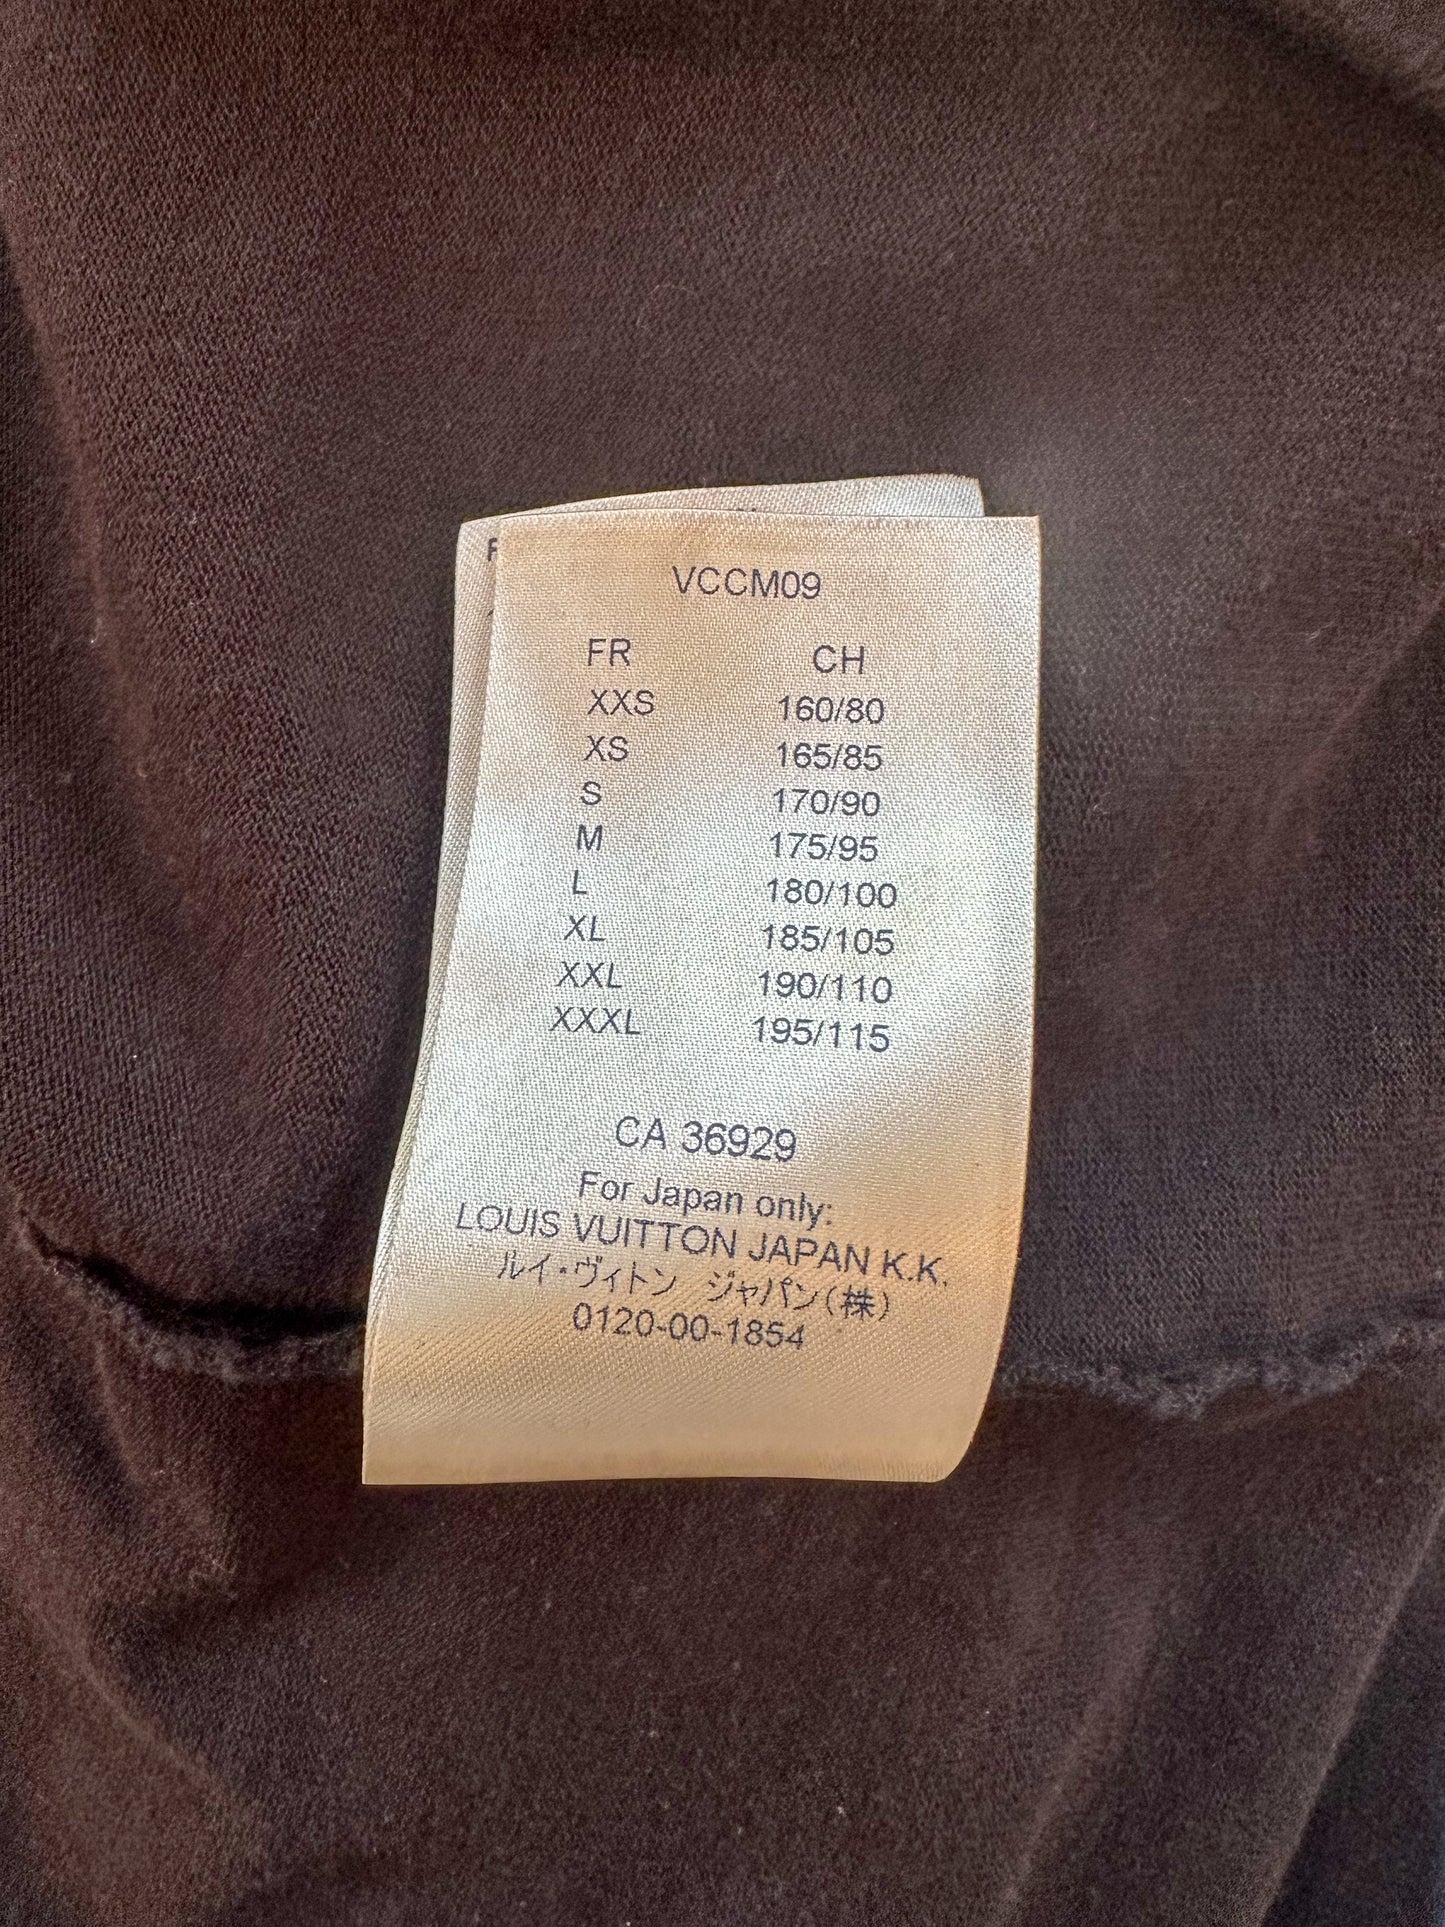 VCCM09
FR CH
XXS 160/80
XS 165/85
S 170/90
M 175/95
L 180/100
XL 185/105
XXL 190/110
XXXL 195/115
CA 36929
For Japan only:
LOUIS VUITTON JAPAN K.K.
ルイ・ヴィトン ジャパン(株)
0120-00-1854